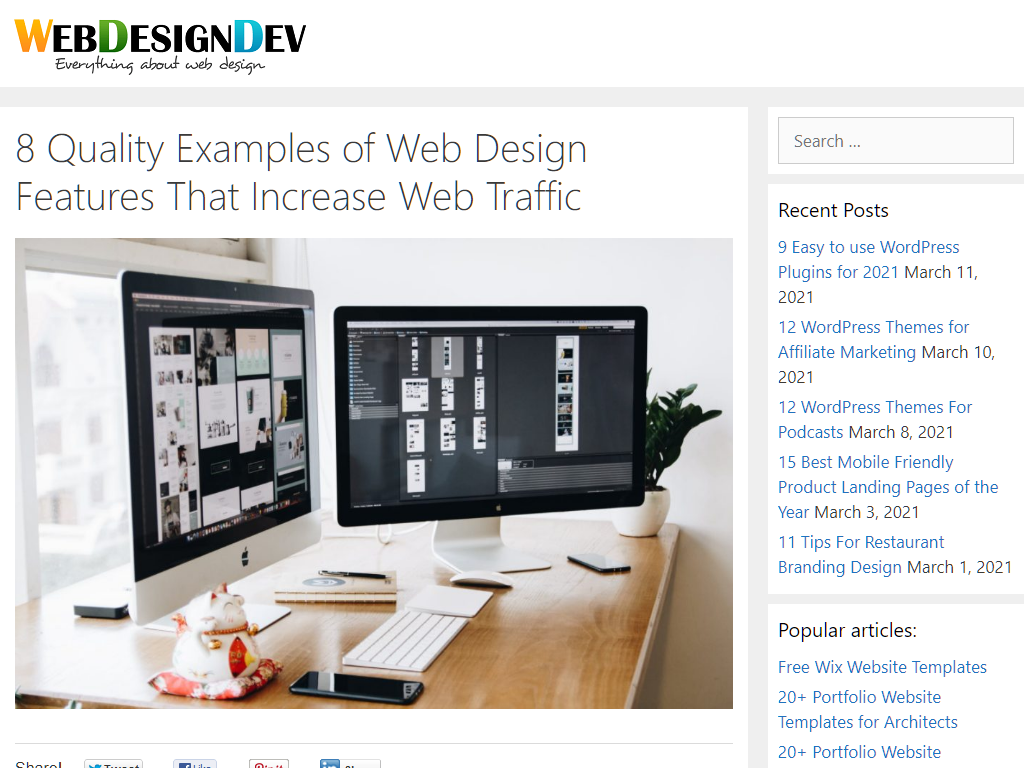 WEBDESIGNDEV
Everything about web design
8 Quality Examples of Web Design
Features That Increase Web Traffic
Search ...
Recent Posts
9 Easy to use WordPress
Plugins for 2021 March 11,
2021
12 WordPress Themes for
Affiliate Marketing March 10,
2021
12 WordPress Themes For
Podcasts March 8, 2021
15 Best Mobile Friendly
Product Landing Pages of the
Year March 3, 2021
11 Tips For Restaurant
Branding Design March 1, 2021
Popular articles:
Free Wix Website Templates
20+ Portfolio Website
Templates for Architects
20+ Portfolio Website
Share!
Tweet
Like
Pin it